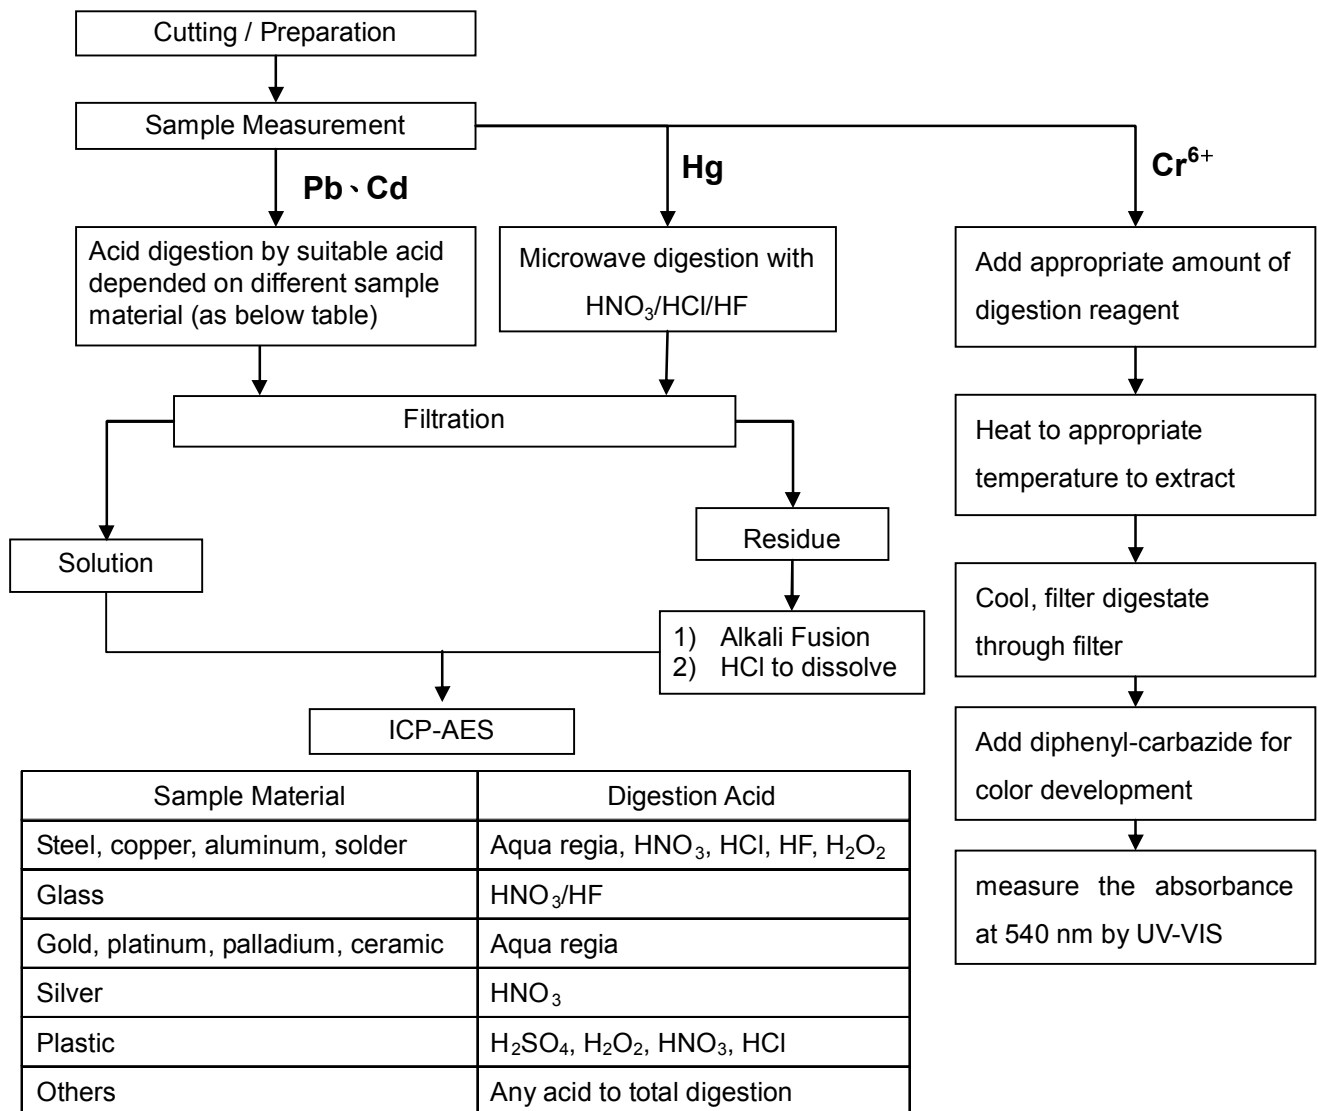 Cutting / Preparation
Sample Measurement
Pb、Cd
Hg
Cr⁶⁺
Acid digestion by suitable acid
depended on different sample
material (as below table)
Microwave digestion with
HNO₃/HCl/HF
Add appropriate amount of
digestion reagent
Filtration
Heat to appropriate
temperature to extract
Solution
Residue
1) Alkali Fusion
2) HCl to dissolve
Cool, filter digestate
through filter
ICP-AES
Add diphenyl-carbazide for
color development
measure the absorbance
at 540 nm by UV-VIS
Sample Material Digestion Acid
Steel, copper, aluminum, solder Aqua regia, HNO₃, HCl, HF, H₂O₂
Glass HNO₃/HF
Gold, platinum, palladium, ceramic Aqua regia
Silver HNO₃
Plastic H₂SO₄, H₂O₂, HNO₃, HCl
Others Any acid to total digestion